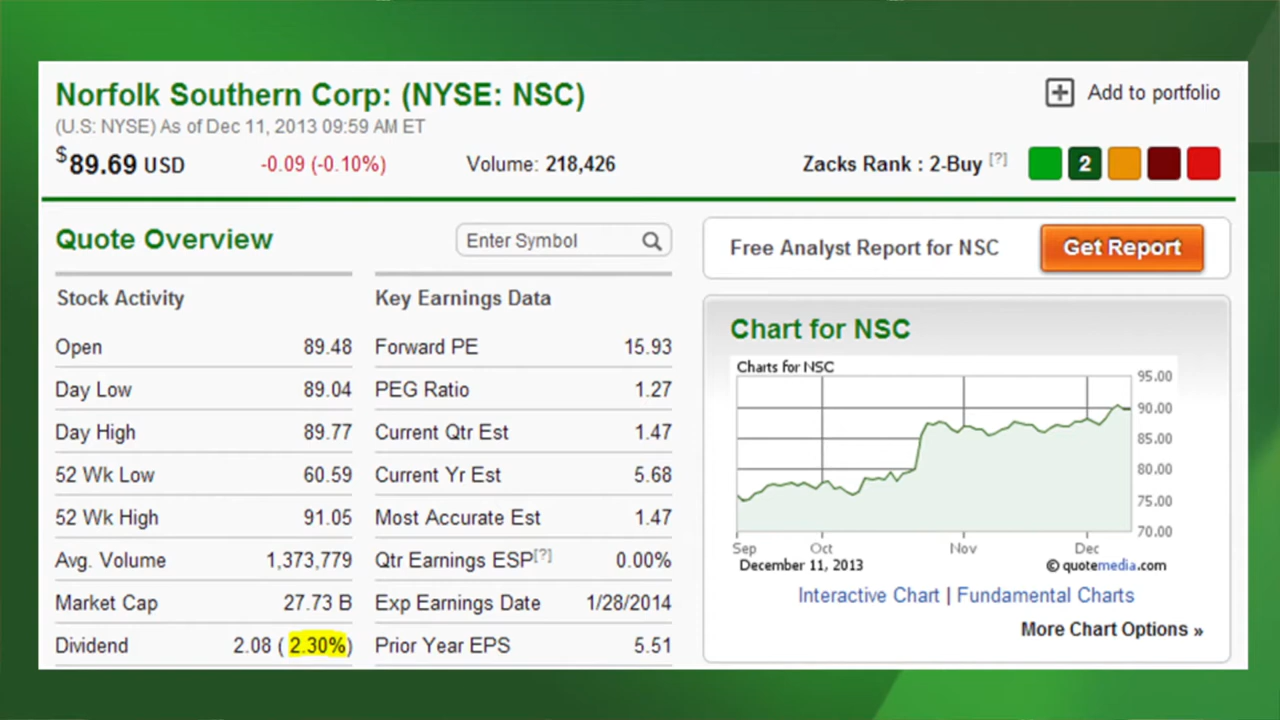 Norfolk Southern Corp: (NYSE: NSC)
Add to portfolio
(U.S: NYSE) As of Dec 11, 2013 09:59 AM ET
$89.69 USD -0.09 (-0.10%) Volume: 218,426 Zacks Rank : 2-Buy [?] 2
Quote Overview
Enter Symbol
Stock Activity
Open 89.48
Day Low 89.04
Day High 89.77
52 Wk Low 60.59
52 Wk High 91.05
Avg. Volume 1,373,779
Market Cap 27.73 B
Dividend 2.08 ( 2.30%)
Key Earnings Data
Forward PE 15.93
PEG Ratio 1.27
Current Qtr Est 1.47
Current Yr Est 5.68
Most Accurate Est 1.47
Qtr Earnings ESP[?] 0.00%
Exp Earnings Date 1/28/2014
Prior Year EPS 5.51
Free Analyst Report for NSC Get Report
Chart for NSC
Charts for NSC
95.00
90.00
85.00
80.00
75.00
70.00
Sep Oct Nov Dec
December 11, 2013 © quotemedia.com
Interactive Chart | Fundamental Charts
More Chart Options »